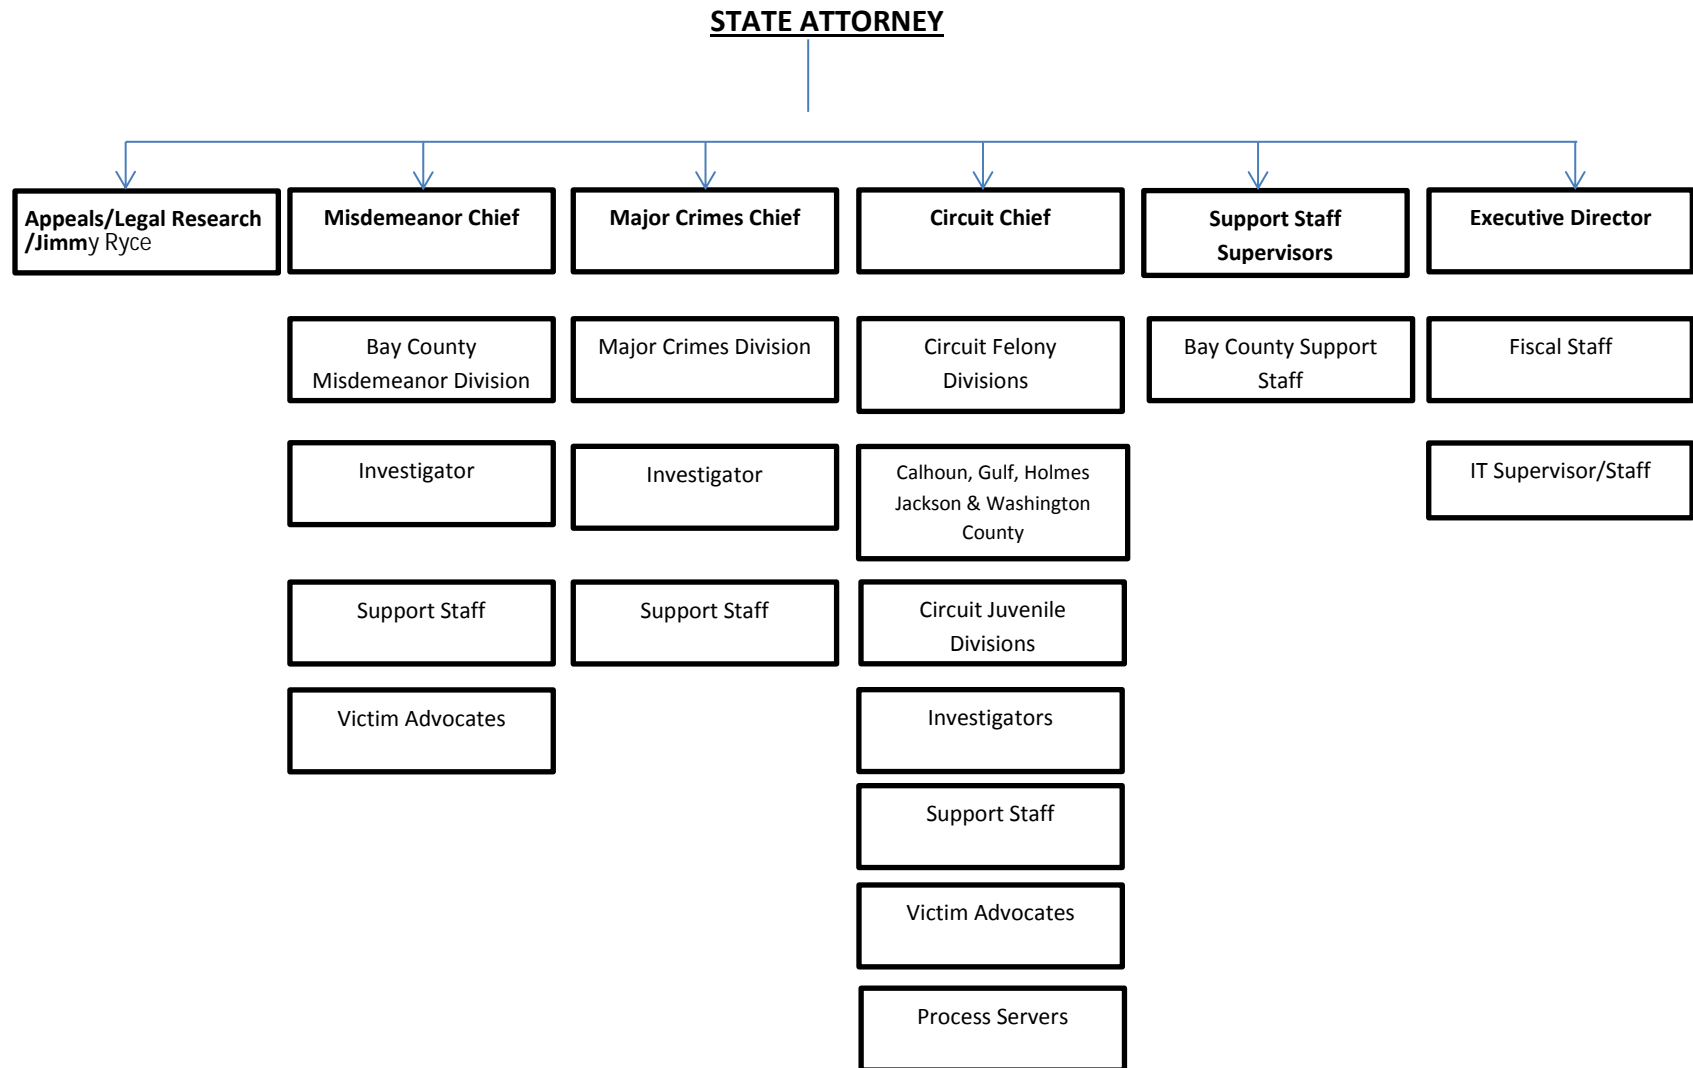 STATE ATTORNEY
Appeals/Legal Research
/Jimmy Ryce
Misdemeanor Chief
Major Crimes Chief
Circuit Chief
Support Staff
Supervisors
Executive Director
Bay County
Misdemeanor Division
Major Crimes Division
Circuit Felony
Divisions
Bay County Support
Staff
Fiscal Staff
Investigator
Investigator
Calhoun, Gulf, Holmes
Jackson & Washington
County
IT Supervisor/Staff
Support Staff
Support Staff
Circuit Juvenile
Divisions
Victim Advocates
Investigators
Support Staff
Victim Advocates
Process Servers